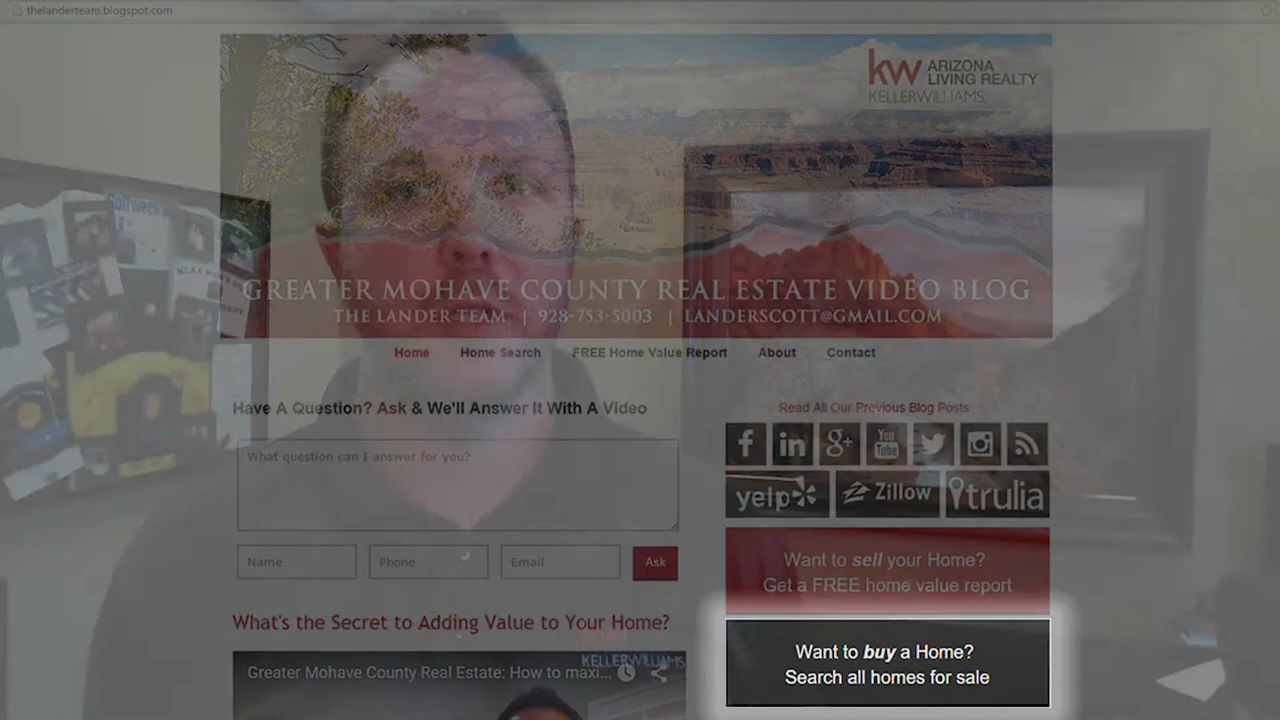 thelanderteam.blogspot.com
kw ARIZONA
LIVING REALTY
KELLERWILLIAMS.
GREATER MOHAVE COUNTY REAL ESTATE VIDEO BLOG
THE LANDER TEAM | 928-753-5003 | LANDERSCOTT@GMAIL.COM
Home Home Search FREE Home Value Report About Contact
Have A Question? Ask & We'll Answer It With A Video
What question can I answer for you?
Name Phone Email Ask
What's the Secret to Adding Value to Your Home?
KELLERWILLIAMS
Greater Mohave County Real Estate: How to maxi...
Read All Our Previous Blog Posts
f in g+ You Tube
yelp Zillow trulia
Want to sell your Home?
Get a FREE home value report
Want to buy a Home?
Search all homes for sale
Golfweek
NCAA